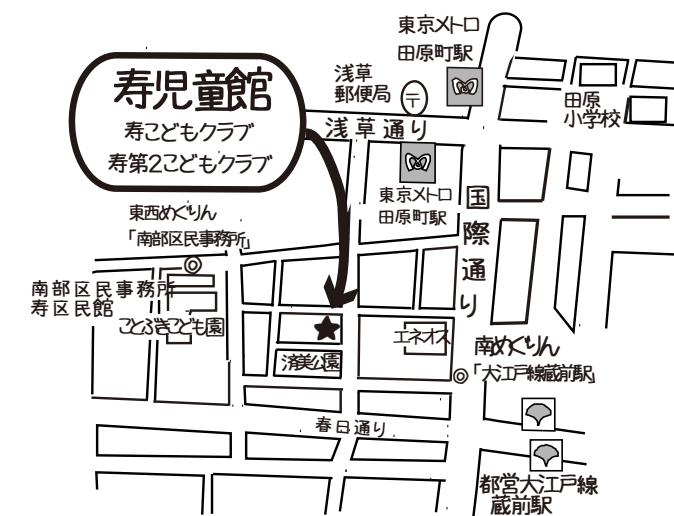 東京メトロ
田原町駅
浅草
郵便局
〒
田原
小学校
寿児童館
寿こどもクラブ
寿第2こどもクラブ
浅草通り
東京メトロ
田原町駅
国際通り
東西めぐりん
「南部区民事務所」
南部区民事務所
寿区民館
ことぶきこども園
エネオス
済美公園
南めぐりん
「大江戸線蔵前駅」
春日通り
都営大江戸線
蔵前駅